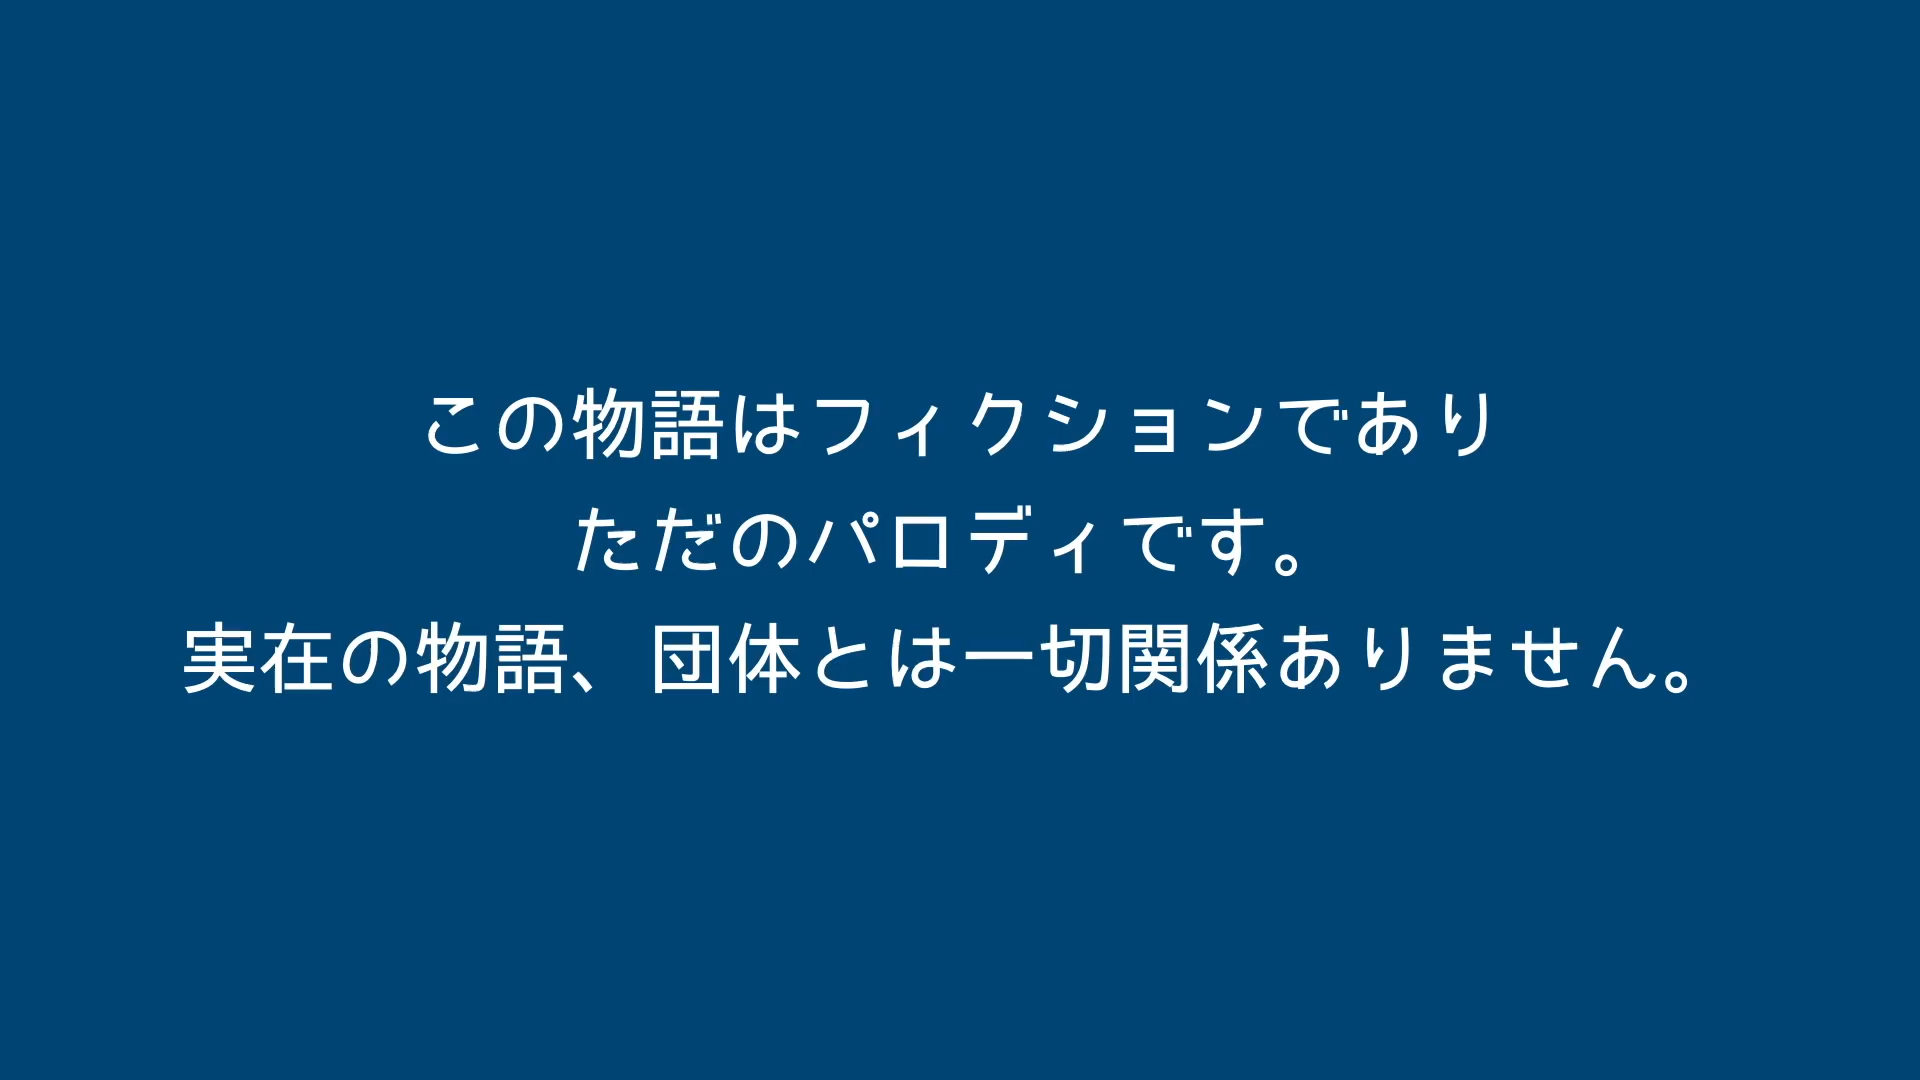 この物語はフィクションであり
ただのパロディです。
実在の物語、団体とは一切関係ありません。